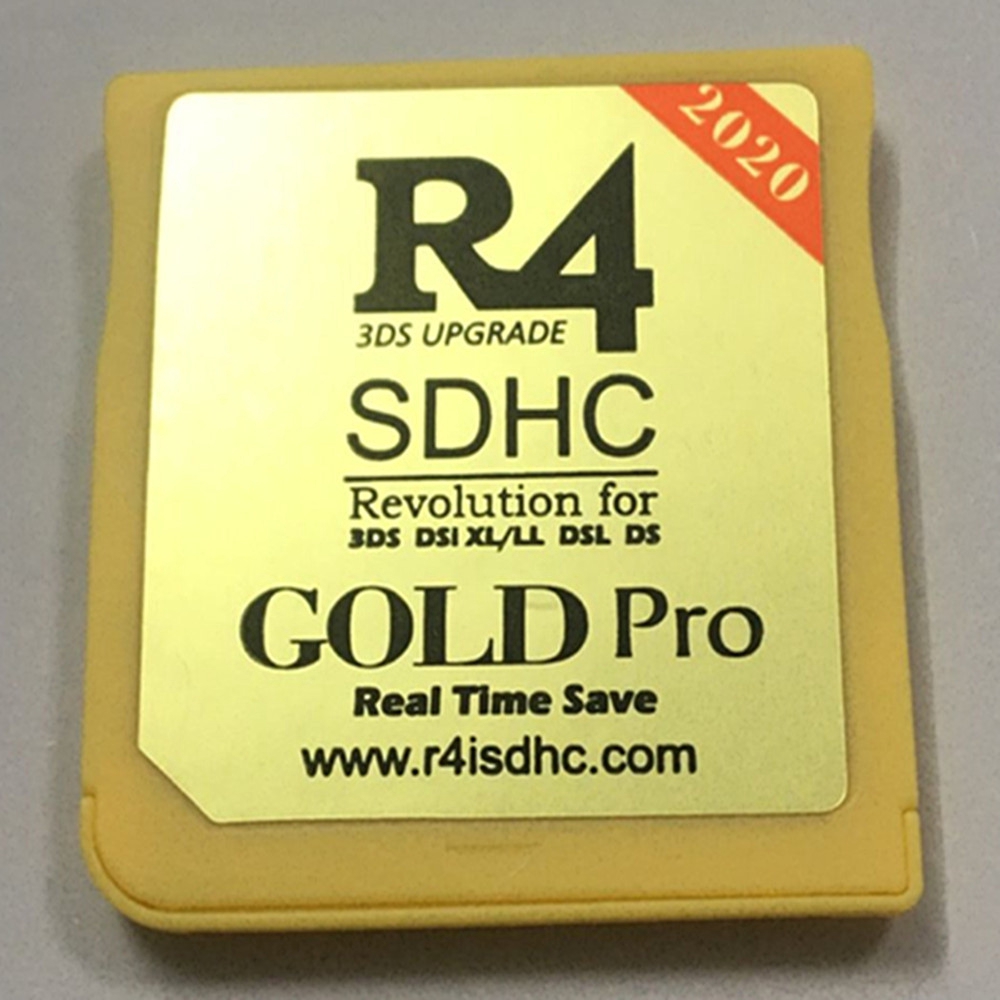 2020
R4
3DS UPGRADE
SDHC
Revolution for
3DS DSI XL/LL DSL DS
GOLD Pro
Real Time Save
www.r4isdhc.com